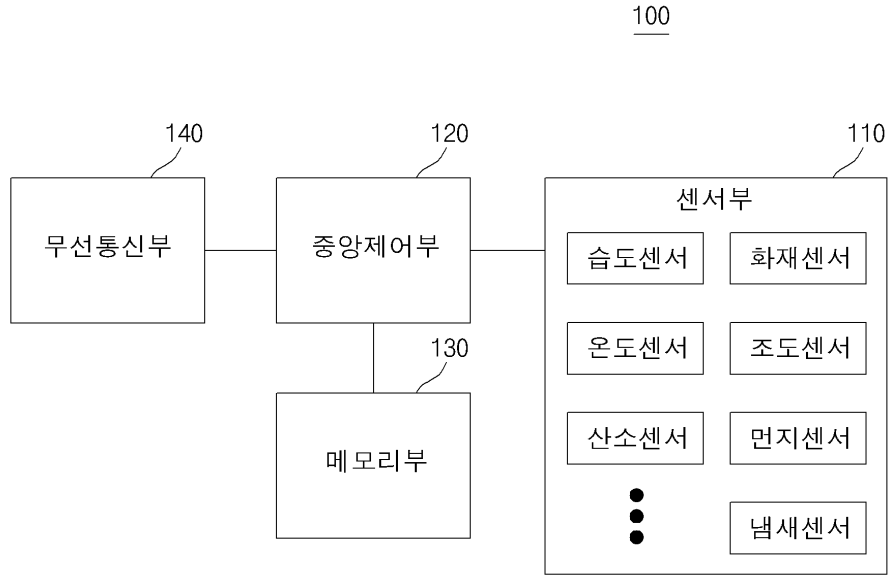 100
140
120
110
무선통신부
중앙제어부
센서부
습도센서
화재센서
온도센서
조도센서
산소센서
먼지센서
냄새센서
130
메모리부